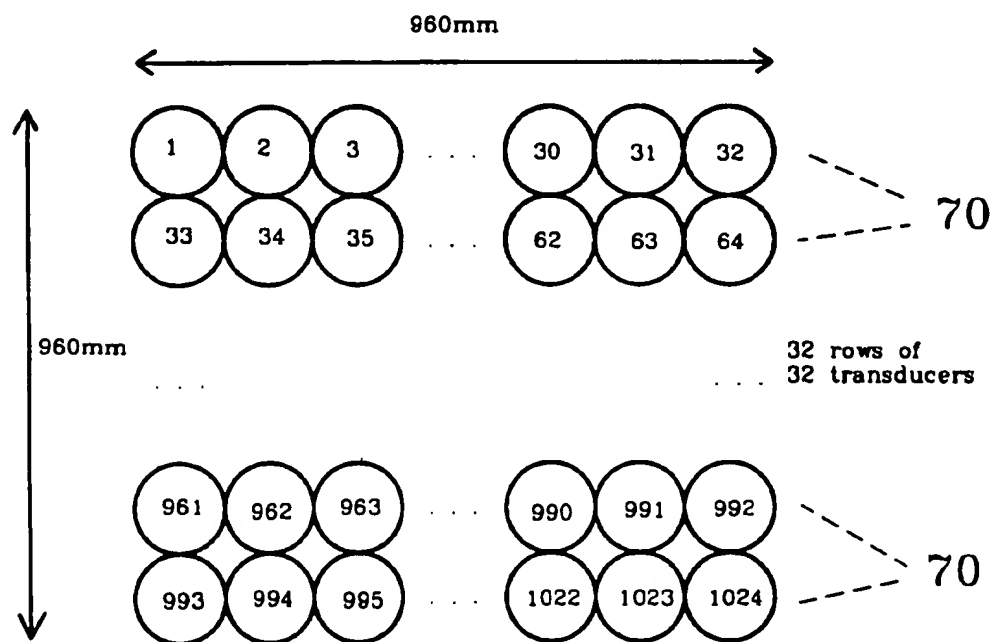 960mm
1 2 3 . . . 30 31 32
70
33 34 35 . . . 62 63 64
960mm
32 rows of
32 transducers
. . . . . .
961 962 963 . . . 990 991 992
70
993 994 995 . . . 1022 1023 1024